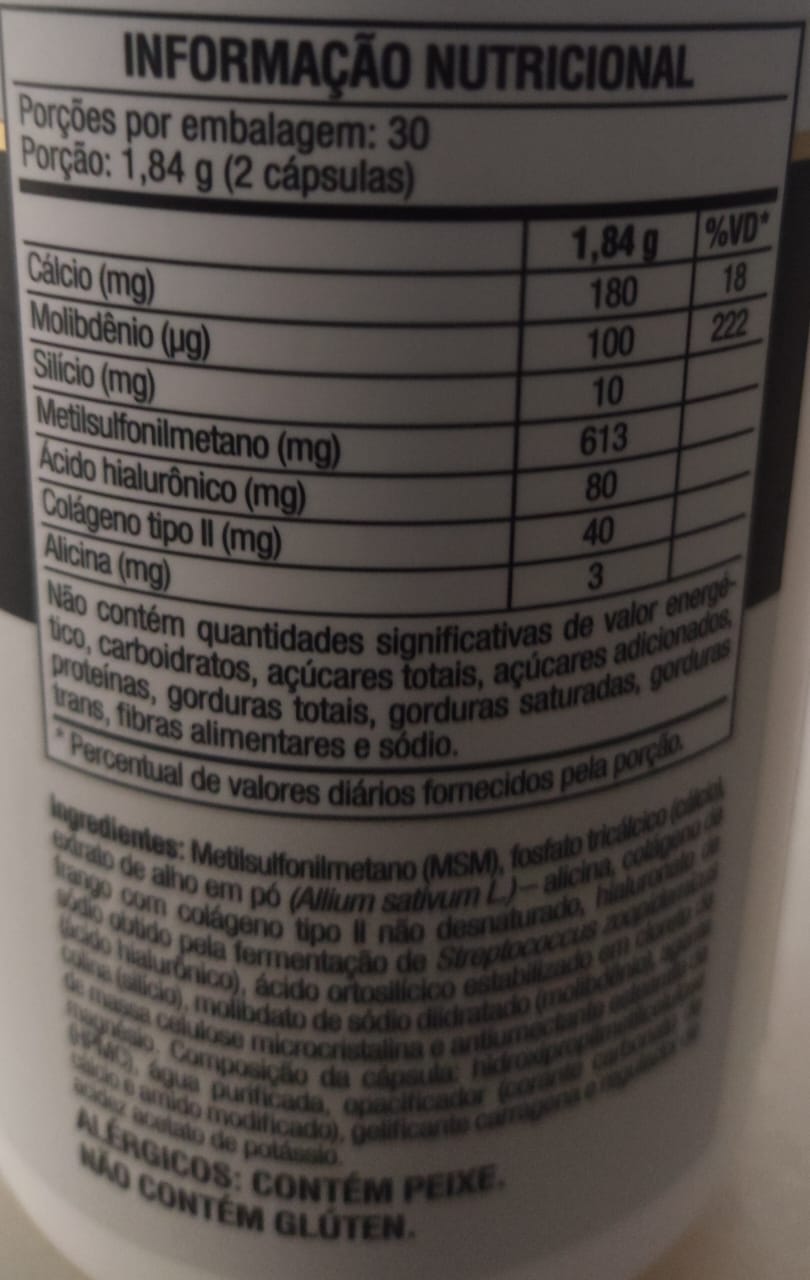 INFORMAÇÃO NUTRICIONAL
Porções por embalagem: 30
Porção: 1,84 g (2 cápsulas)
1,84 g %VD*
Cálcio (mg) 180 18
Molibdênio (µg) 100 222
Silício (mg) 10
Metilsulfonilmetano (mg) 613
Ácido hialurônico (mg) 80
Colágeno tipo II (mg) 40
Alicina (mg) 3
Não contém quantidades significativas de valor energé-
tico, carboidratos, açúcares totais, açúcares adicionados,
proteínas, gorduras totais, gorduras saturadas, gorduras
trans, fibras alimentares e sódio.
* Percentual de valores diários fornecidos pela porção.
Ingredientes: Metilsulfonilmetano (MSM), fosfato tricálcico (cálcio),
extrato de alho em pó (Allium sativum L.) – alicina, colágeno de
frango com colágeno tipo II não desnaturado, hialuronato de
sódio obtido pela fermentação de Streptococcus zooepidemicus
(ácido hialurônico), ácido ortosilícico estabilizado em cloreto de
colina (silício), molibdato de sódio diidratado (molibdênio), agente
de massa celulose microcristalina e antiumectante estearato de
magnésio. Composição da cápsula: hidroxipropilmetilcelulose
(HPMC), água purificada, opacificador (corante carbonato de
cálcio e amido modificado), gelificante carragena e regulador de
acidez acetato de potássio.
ALÉRGICOS: CONTÉM PEIXE.
NÃO CONTÉM GLÚTEN.